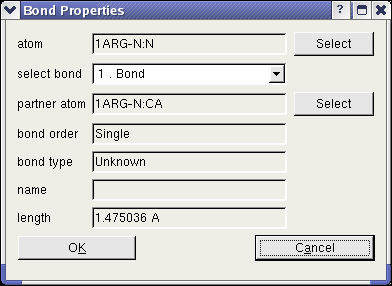 Bond Properties ?
atom 1ARG-N:N Select
select bond 1 . Bond
partner atom 1ARG-N:CA Select
bond order Single
bond type Unknown
name
length 1.475036 A
OK Cancel